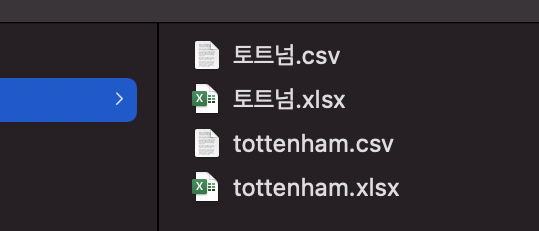 토트넘.csv
토트넘.xlsx
tottenham.csv
tottenham.xlsx